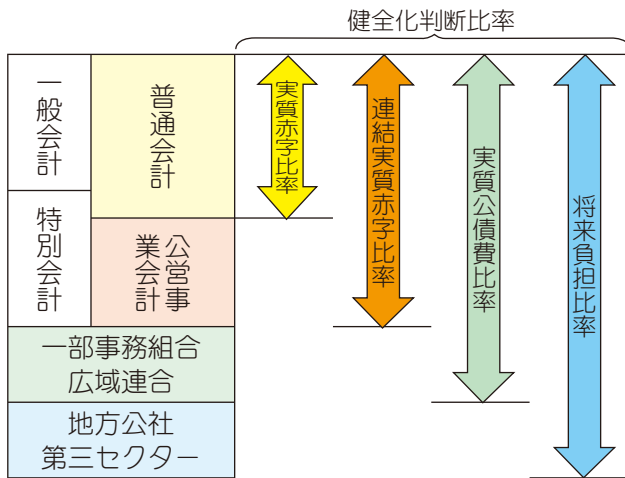 健全化判断比率
一般会計
普通会計
特別会計
公営事
業会計
一部事務組合
広域連合
地方公社
第三セクター
実質赤字比率
連結実質赤字比率
実質公債費比率
将来負担比率